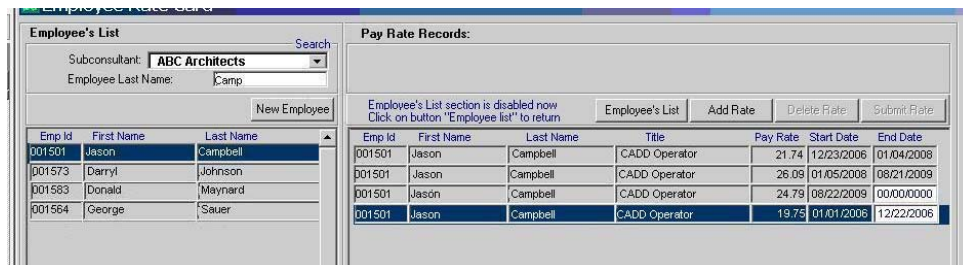 Employee Rate Card
Employee's List
Search
Subconsultant: ABC Architects
Employee Last Name: Camp
New Employee
Emp Id First Name Last Name
001501 Jason Campbell
001573 Darryl Johnson
001583 Donald Maynard
001564 George Sauer
Pay Rate Records:
Employee's List section is disabled now
Click on button "Employee list" to return
Employee's List Add Rate Delete Rate Submit Rate
Emp Id First Name Last Name Title Pay Rate Start Date End Date
001501 Jason Campbell CADD Operator 21.74 12/23/2006 01/04/2008
001501 Jason Campbell CADD Operator 26.09 01/05/2008 08/21/2009
001501 Jason Campbell CADD Operator 24.79 08/22/2009 00/00/0000
001501 Jason Campbell CADD Operator 19.75 01/01/2006 12/22/2006